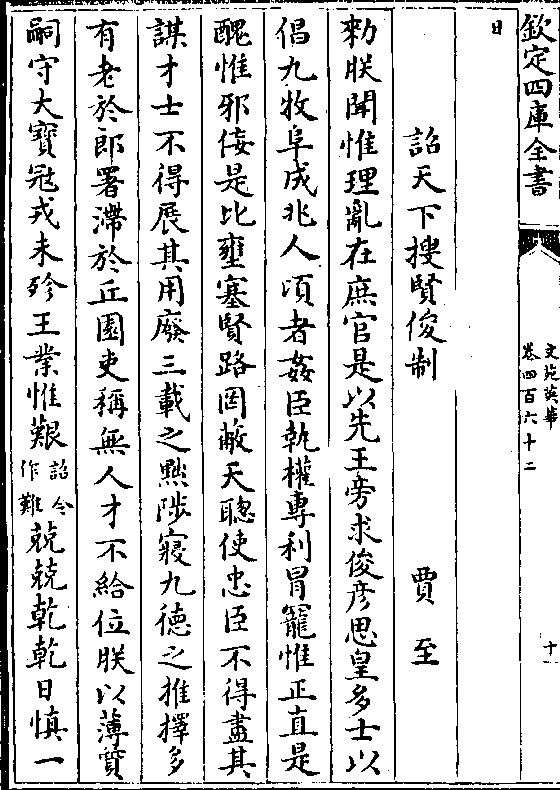 欽定四庫全書
文苑英華
卷四百六十二
十一
日
詔天下搜賢俊制
賈至
勑朕聞惟理亂在庶官是以先王旁求俊彦思皇多士以
倡九牧阜成兆人頃者姦臣執權專利冒寵惟正直是
醜惟邪佞是比壅塞賢路罔蔽天聰使忠臣不得盡其
謀才士不得展其用廢三載之黜陟寢九德之推擇多
有老於郎署滯於丘園吏稱無人才不給位朕以薄質
嗣守大寶冦戎未殄王業惟艱詔令作難兢兢乾乾日慎一